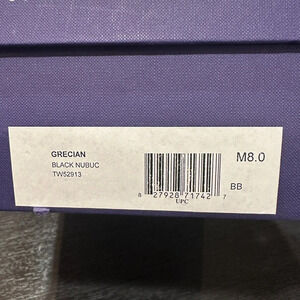 GRECIAN
BLACK NUBUC
TW52913
M8.0
BB
8 27928 71742 7
UPC